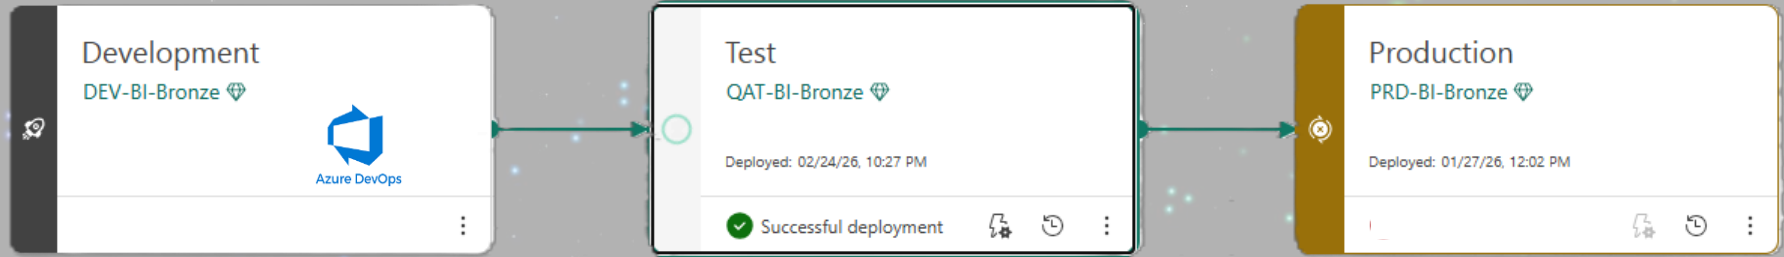 Development
DEV-BI-Bronze
Azure DevOps
Test
QAT-BI-Bronze
Deployed: 02/24/26, 10:27 PM
Successful deployment
Production
PRD-BI-Bronze
Deployed: 01/27/26, 12:02 PM